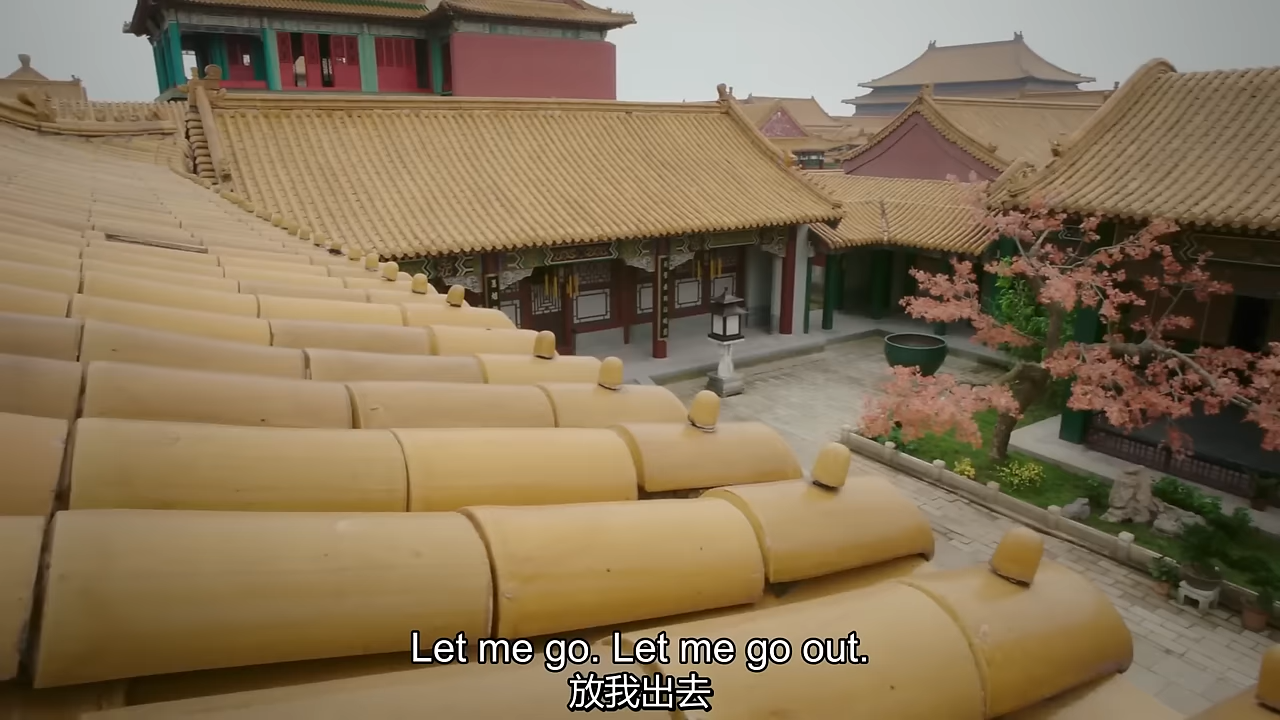 Let me go. Let me go out.
放我出去